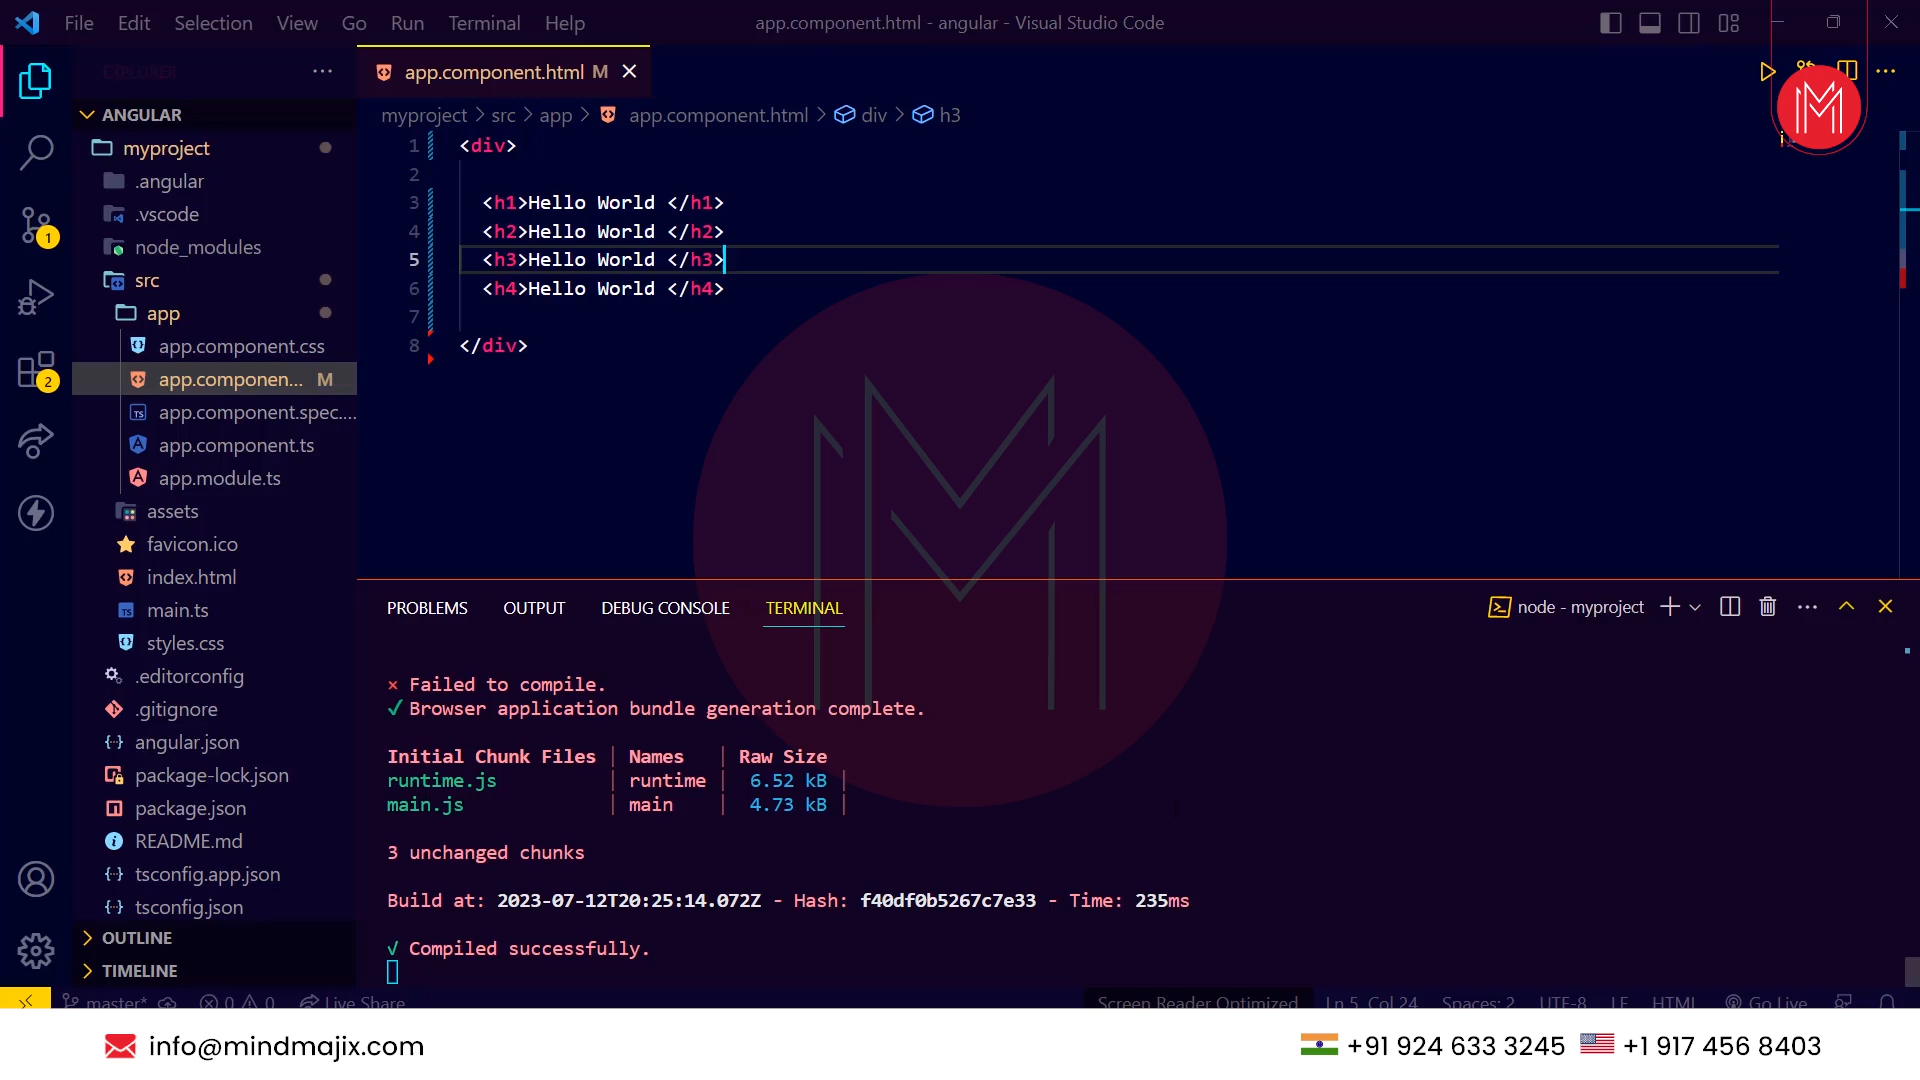 File Edit Selection View Go Run Terminal Help app.component.html - angular - Visual Studio Code
EXPLORER
app.component.html M
ANGULAR
myproject
.angular
.vscode
node_modules
src
app
app.component.css
app.componen... M
app.component.spec....
app.component.ts
app.module.ts
assets
favicon.ico
index.html
main.ts
styles.css
.editorconfig
.gitignore
angular.json
package-lock.json
package.json
README.md
tsconfig.app.json
tsconfig.json
OUTLINE
TIMELINE
1
2
myproject > src > app > app.component.html > div > h3
1 <div>
2
3 <h1>Hello World </h1>
4 <h2>Hello World </h2>
5 <h3>Hello World </h3>
6 <h4>Hello World </h4>
7
8 </div>
PROBLEMS OUTPUT DEBUG CONSOLE TERMINAL node - myproject
× Failed to compile.
√ Browser application bundle generation complete.
Initial Chunk Files | Names | Raw Size
runtime.js | runtime | 6.52 kB |
main.js | main | 4.73 kB |
3 unchanged chunks
Build at: 2023-07-12T20:25:14.072Z - Hash: f40df0b5267c7e33 - Time: 235ms
√ Compiled successfully.
master* 0 0 Live Share Screen Reader Optimized Ln 5, Col 24 Spaces: 2 UTF-8 LF HTML Go Live
info@mindmajix.com +91 924 633 3245 +1 917 456 8403